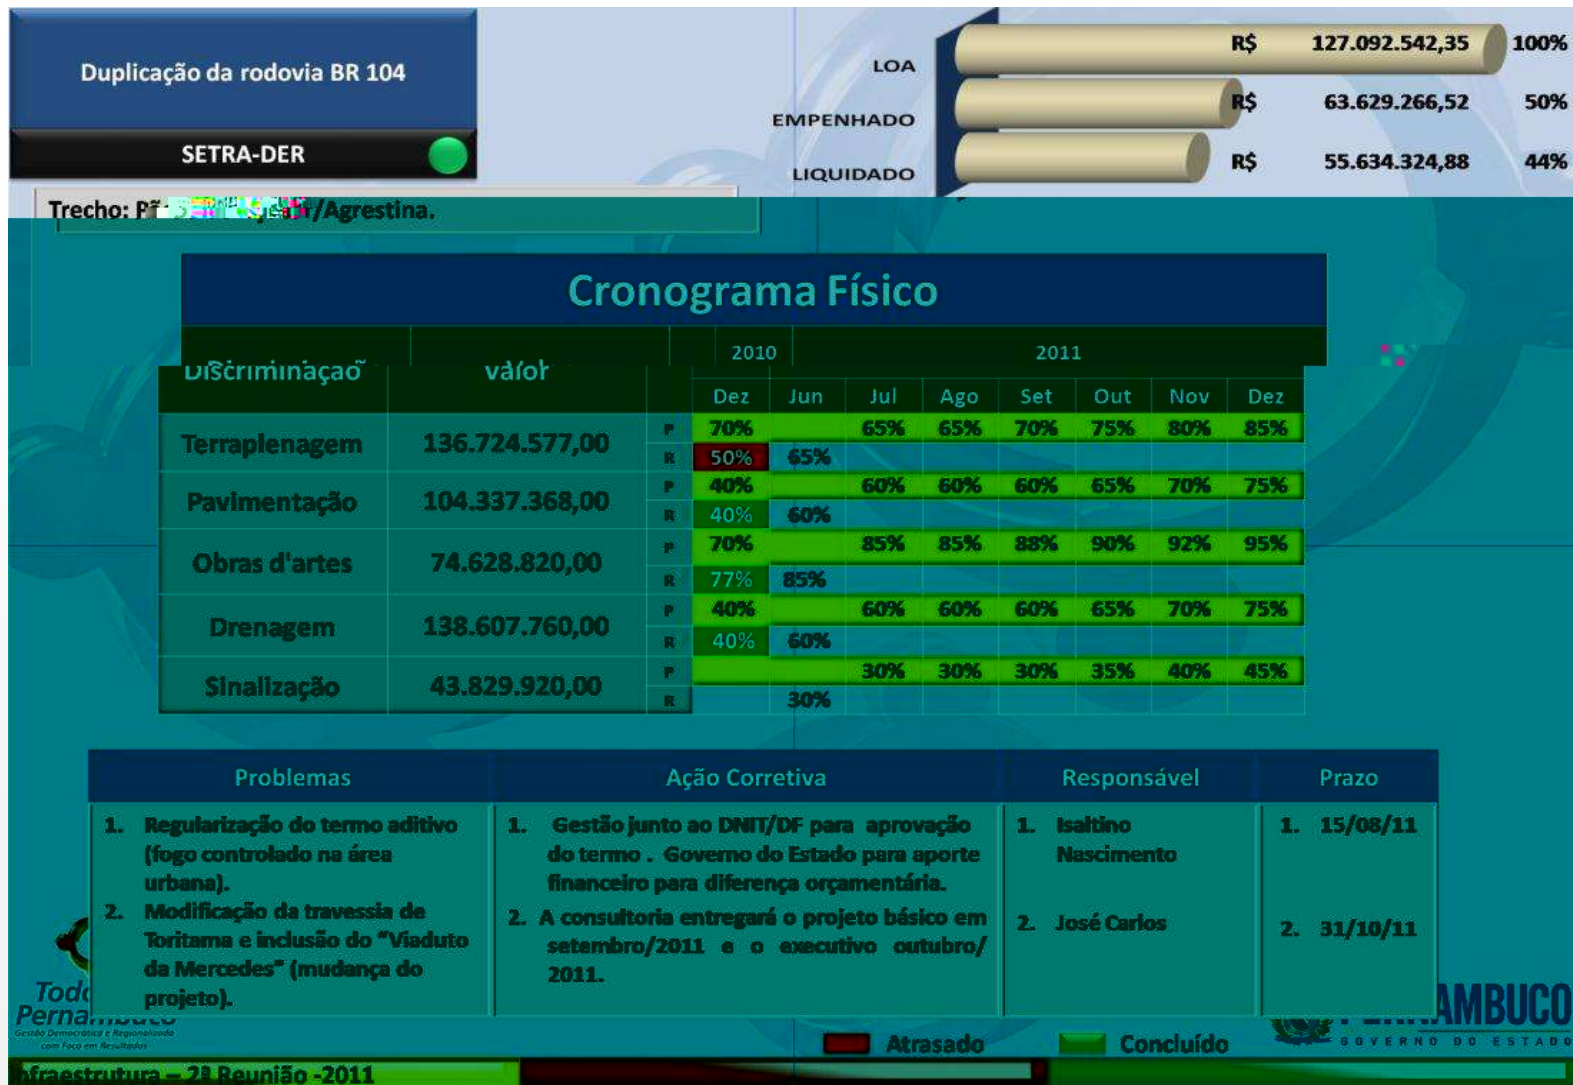 Duplicação da rodovia BR 104
SETRA-DER
LOA R$ 127.092.542,35 100%
EMPENHADO R$ 63.629.266,52 50%
LIQUIDADO R$ 55.634.324,88 44%
Trecho: /Agrestina.
Cronograma Físico
Discriminação Valor 2010 2011
Dez Jun Jul Ago Set Out Nov Dez
Terraplenagem 136.724.577,00 P 70% 65% 65% 70% 75% 80% 85%
R 50% 65%
Pavimentação 104.337.368,00 P 40% 60% 60% 60% 65% 70% 75%
R 40% 60%
Obras d'artes 74.628.820,00 P 70% 85% 85% 88% 90% 92% 95%
R 77% 85%
Drenagem 138.607.760,00 P 40% 60% 60% 60% 65% 70% 75%
R 40% 60%
Sinalização 43.829.920,00 P 30% 30% 30% 35% 40% 45%
R 30%
Problemas Ação Corretiva Responsável Prazo
1. Regularização do termo aditivo
(fogo controlado na área
urbana).
2. Modificação da travessia de
Toritama e inclusão do "Viaduto
da Mercedes" (mudança do
projeto).
1. Gestão junto ao DNIT/DF para aprovação
do termo . Governo do Estado para aporte
financeiro para diferença orçamentária.
2. A consultoria entregará o projeto básico em
setembro/2011 e o executivo outubro/
2011.
1. Isaltino
Nascimento
2. José Carlos
1. 15/08/11
2. 31/10/11
Gestão Democrática e Regionalizada
com Foco em Resultados
Atrasado Concluído
GOVERNO DO ESTADO
Infraestrutura – 2ª Reunião -2011